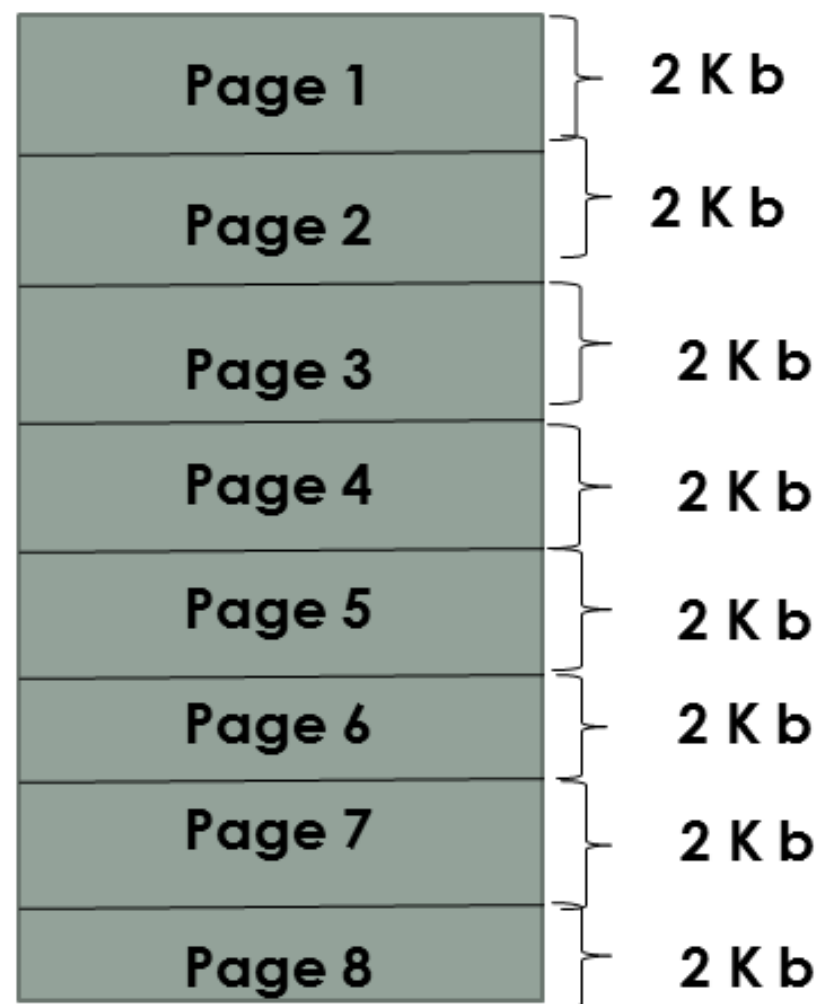 Page 1 2 K b
Page 2 2 K b
Page 3 2 K b
Page 4 2 K b
Page 5 2 K b
Page 6 2 K b
Page 7 2 K b
Page 8 2 K b